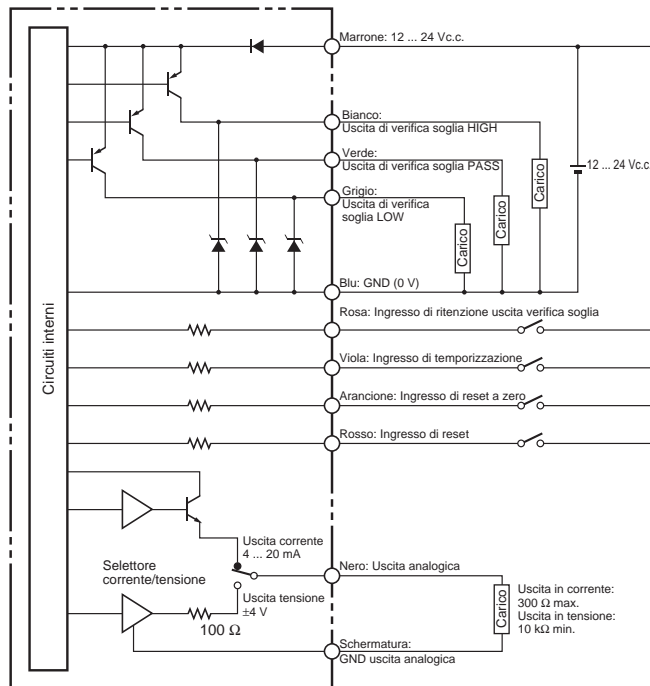 Marrone: 12 ... 24 Vc.c.
Bianco:
Uscita di verifica soglia HIGH
Verde:
Uscita di verifica soglia PASS
Grigio:
Uscita di verifica
soglia LOW
Carico
Carico
Carico
12 ... 24 Vc.c.
Blu: GND (0 V)
Rosa: Ingresso di ritenzione uscita verifica soglia
Viola: Ingresso di temporizzazione
Arancione: Ingresso di reset a zero
Rosso: Ingresso di reset
Circuiti interni
Uscita corrente
4 ... 20 mA
Selettore
corrente/tensione
Nero: Uscita analogica
Uscita tensione
±4 V
100 Ω
Carico
Uscita in corrente:
300 Ω max.
Uscita in tensione:
10 kΩ min.
Schermatura:
GND uscita analogica